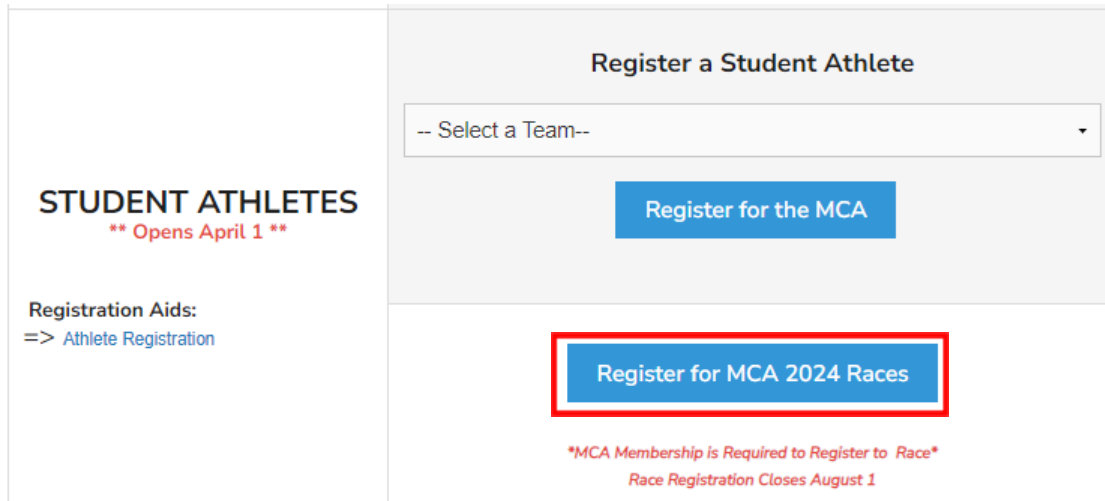 STUDENT ATHLETES
** Opens April 1 **
Registration Aids:
=> Athlete Registration
Register a Student Athlete
-- Select a Team--
Register for the MCA
Register for MCA 2024 Races
*MCA Membership is Required to Register to Race*
Race Registration Closes August 1